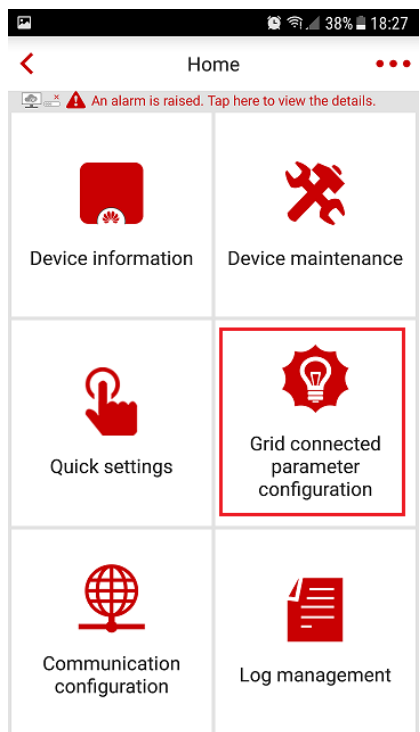 38% 18:27
Home
An alarm is raised. Tap here to view the details.
Device information
Device maintenance
Quick settings
Grid connected
parameter
configuration
Communication
configuration
Log management